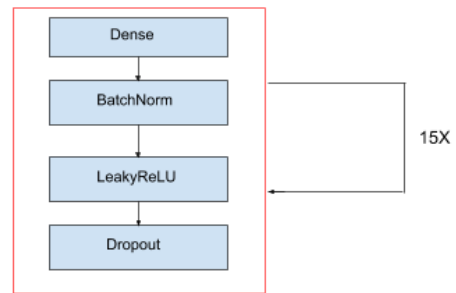 Dense
BatchNorm
15X
LeakyReLU
Dropout